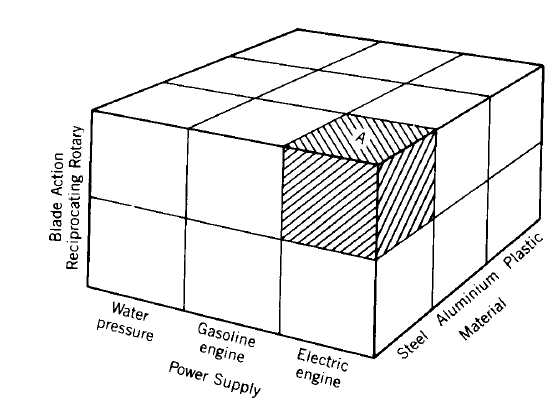 A
Blade Action
Reciprocating Rotary
Water
pressure
Gasoline
engine
Electric
engine
Power Supply
Steel Aluminium Plastic
Material